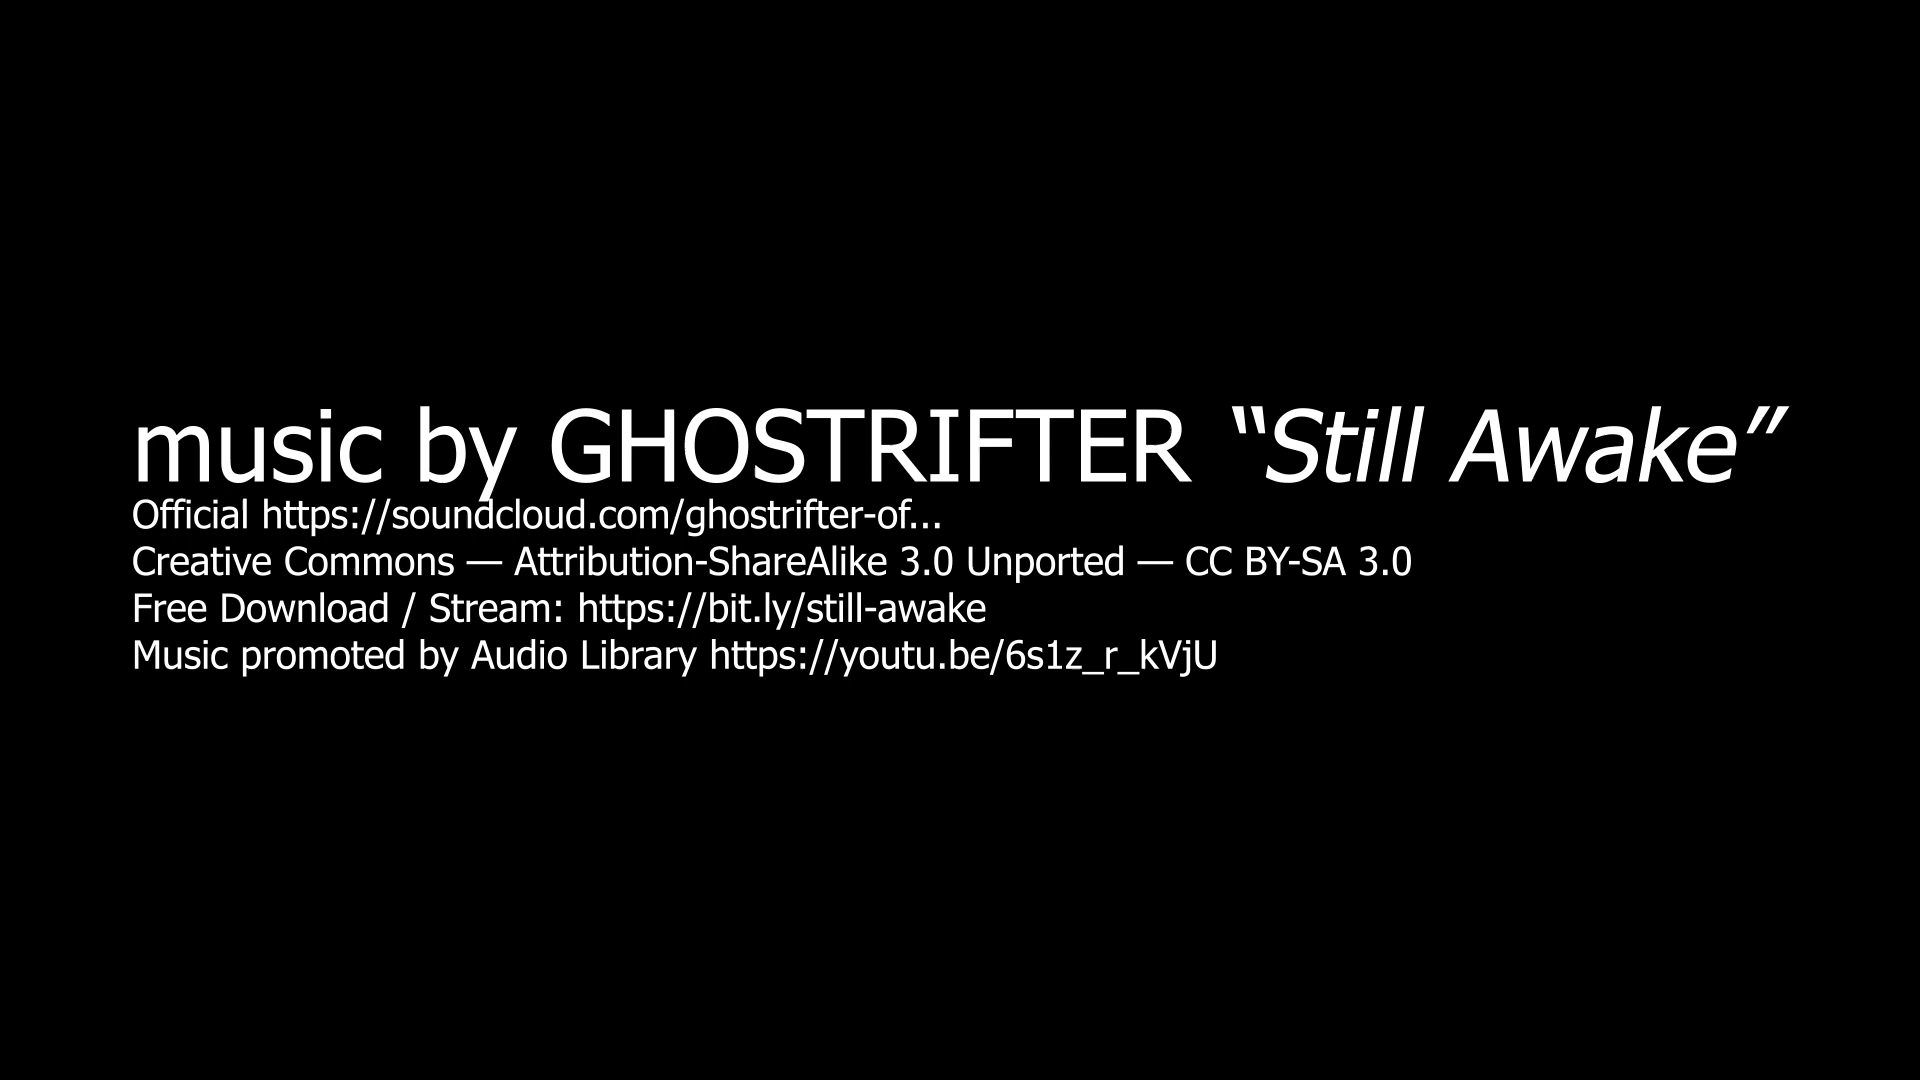 music by GHOSTRIFTER “Still Awake”
Official https://soundcloud.com/ghostrifter-of...
Creative Commons — Attribution-ShareAlike 3.0 Unported — CC BY-SA 3.0
Free Download / Stream: https://bit.ly/still-awake
Music promoted by Audio Library https://youtu.be/6s1z_r_kVjU